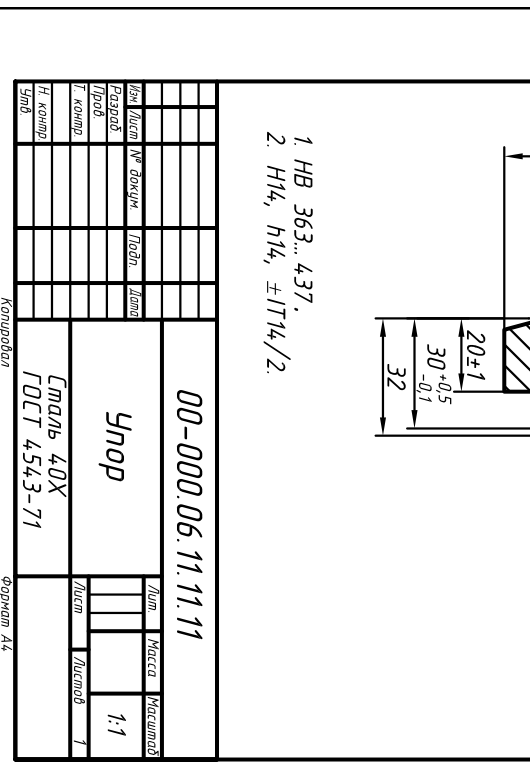 20±1
30 +0,5 -0,1
32
1. НВ 363...437.
2. Н14, h14, ±IT14/2.
00-000.06.11.11.11
Изм. Лист № докум. Подп. Дата
Разраб.
Пров.
Т. контр.
Н. контр.
Утв.
Упор
Лит. Масса Масштаб
1:1
Лист Листов 1
Сталь 40Х
ГОСТ 4543-71
Копировал Формат А4